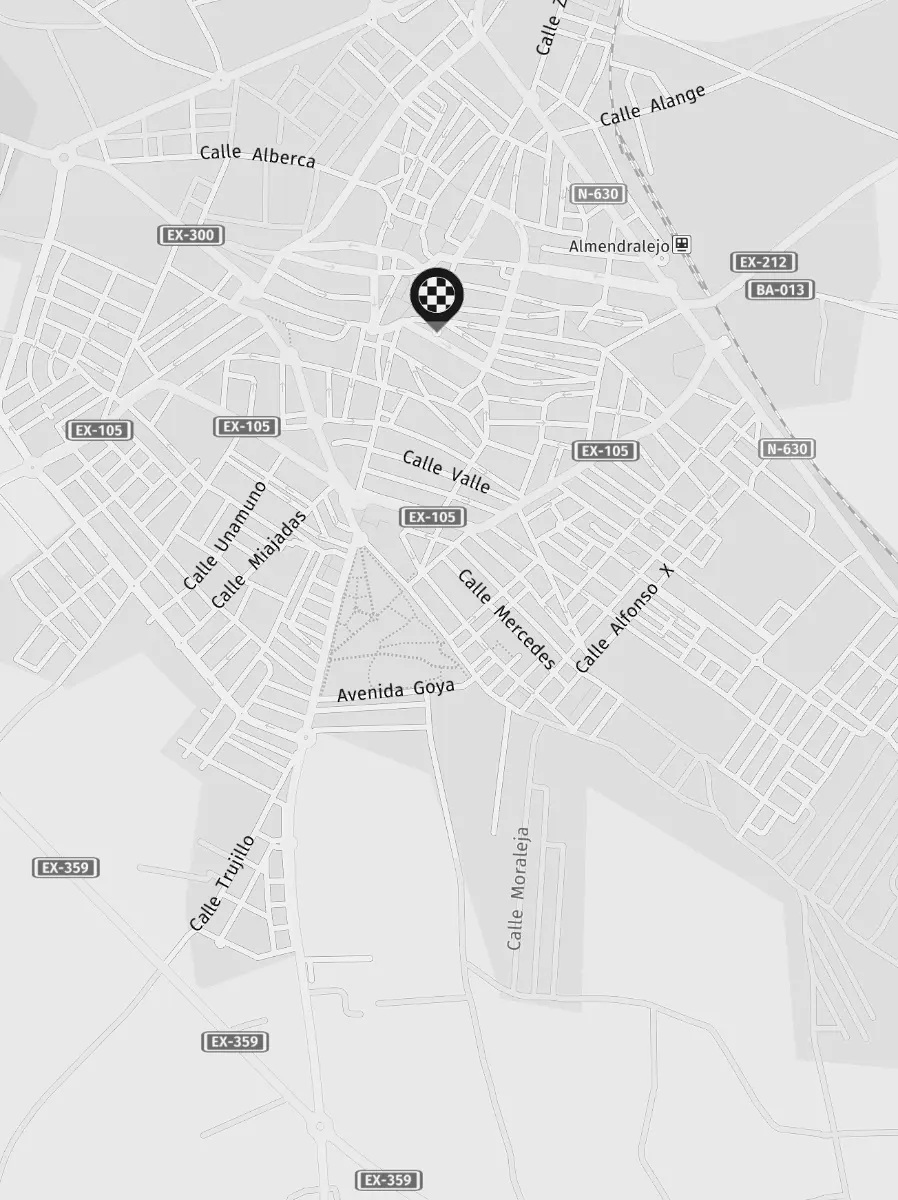 Calle Z
Calle Alange
Calle Alberca
N-630
EX-300
Almendralejo
EX-212
BA-013
EX-105
EX-105
EX-105
N-630
Calle Valle
EX-105
Calle Unamuno
Calle Miajadas
Calle Mercedes
Calle Alfonso X
Avenida Goya
Calle Moraleja
Calle Trujillo
EX-359
EX-359
EX-359